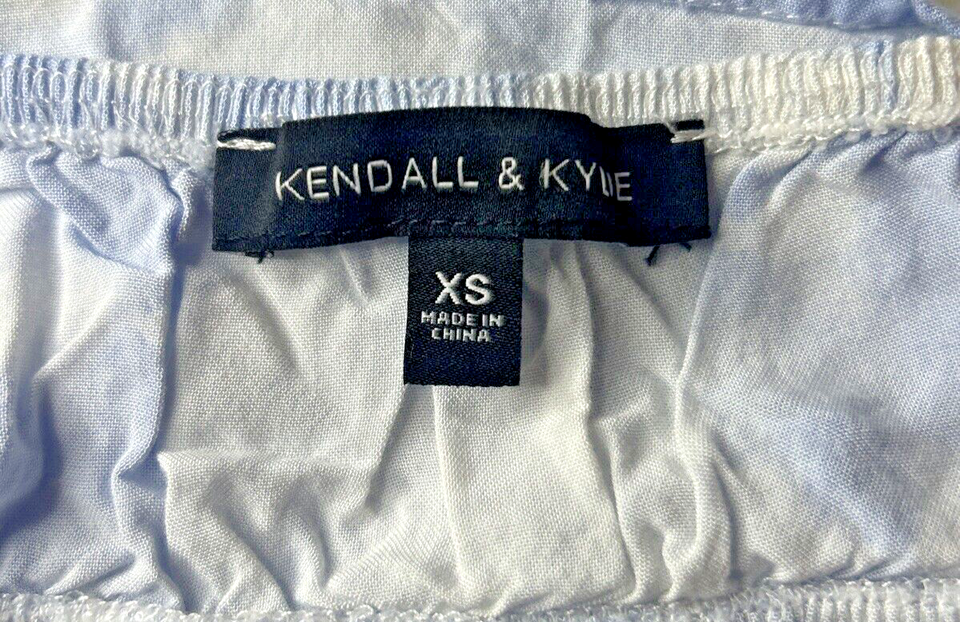 KENDALL & KYLIE
XS
MADE IN
CHINA